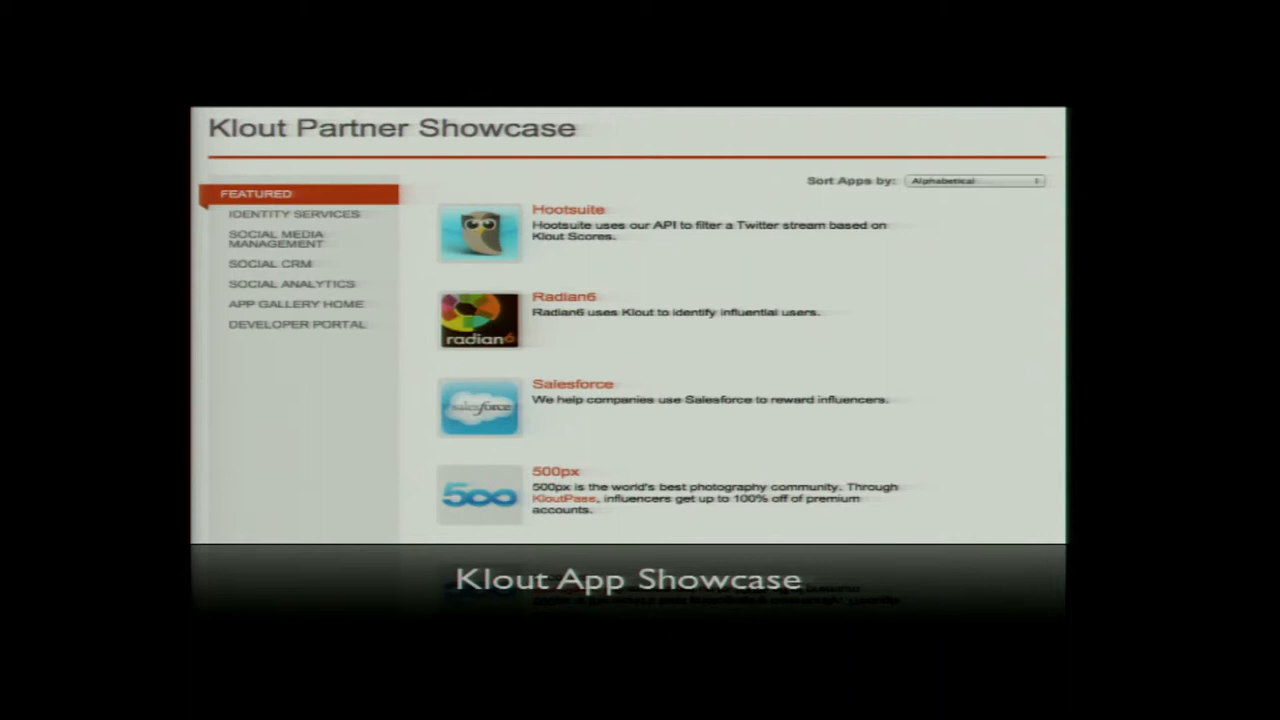 Klout Partner Showcase
Sort Apps by: Alphabetical
FEATURED
IDENTITY SERVICES
SOCIAL MEDIA
MANAGEMENT
SOCIAL CRM
SOCIAL ANALYTICS
APP GALLERY HOME
DEVELOPER PORTAL
Hootsuite
Hootsuite uses our API to filter a Twitter stream based on
Klout Scores.
radian6
Radian6
Radian6 uses Klout to identify influential users.
salesforce
Salesforce
We help companies use Salesforce to reward influencers.
500
500px
500px is the world's best photography community. Through
KloutPass, influencers get up to 100% off of premium
accounts.
Klout App Showcase